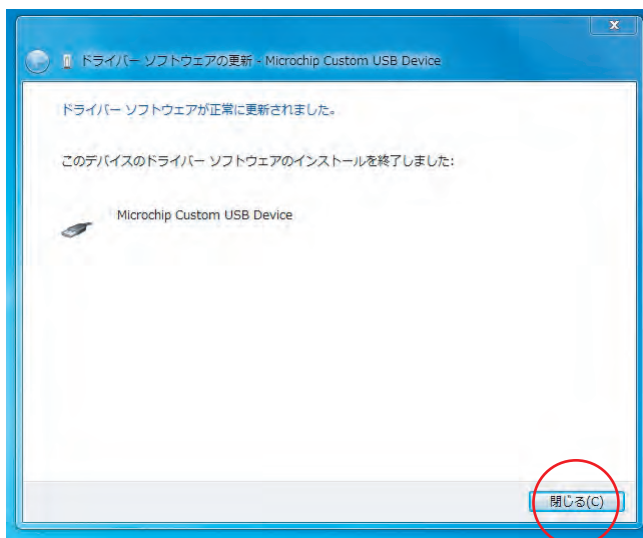 x
ドライバー ソフトウェアの更新 - Microchip Custom USB Device
ドライバー ソフトウェアが正常に更新されました。
このデバイスのドライバー ソフトウェアのインストールを終了しました:
Microchip Custom USB Device
閉じる(C)